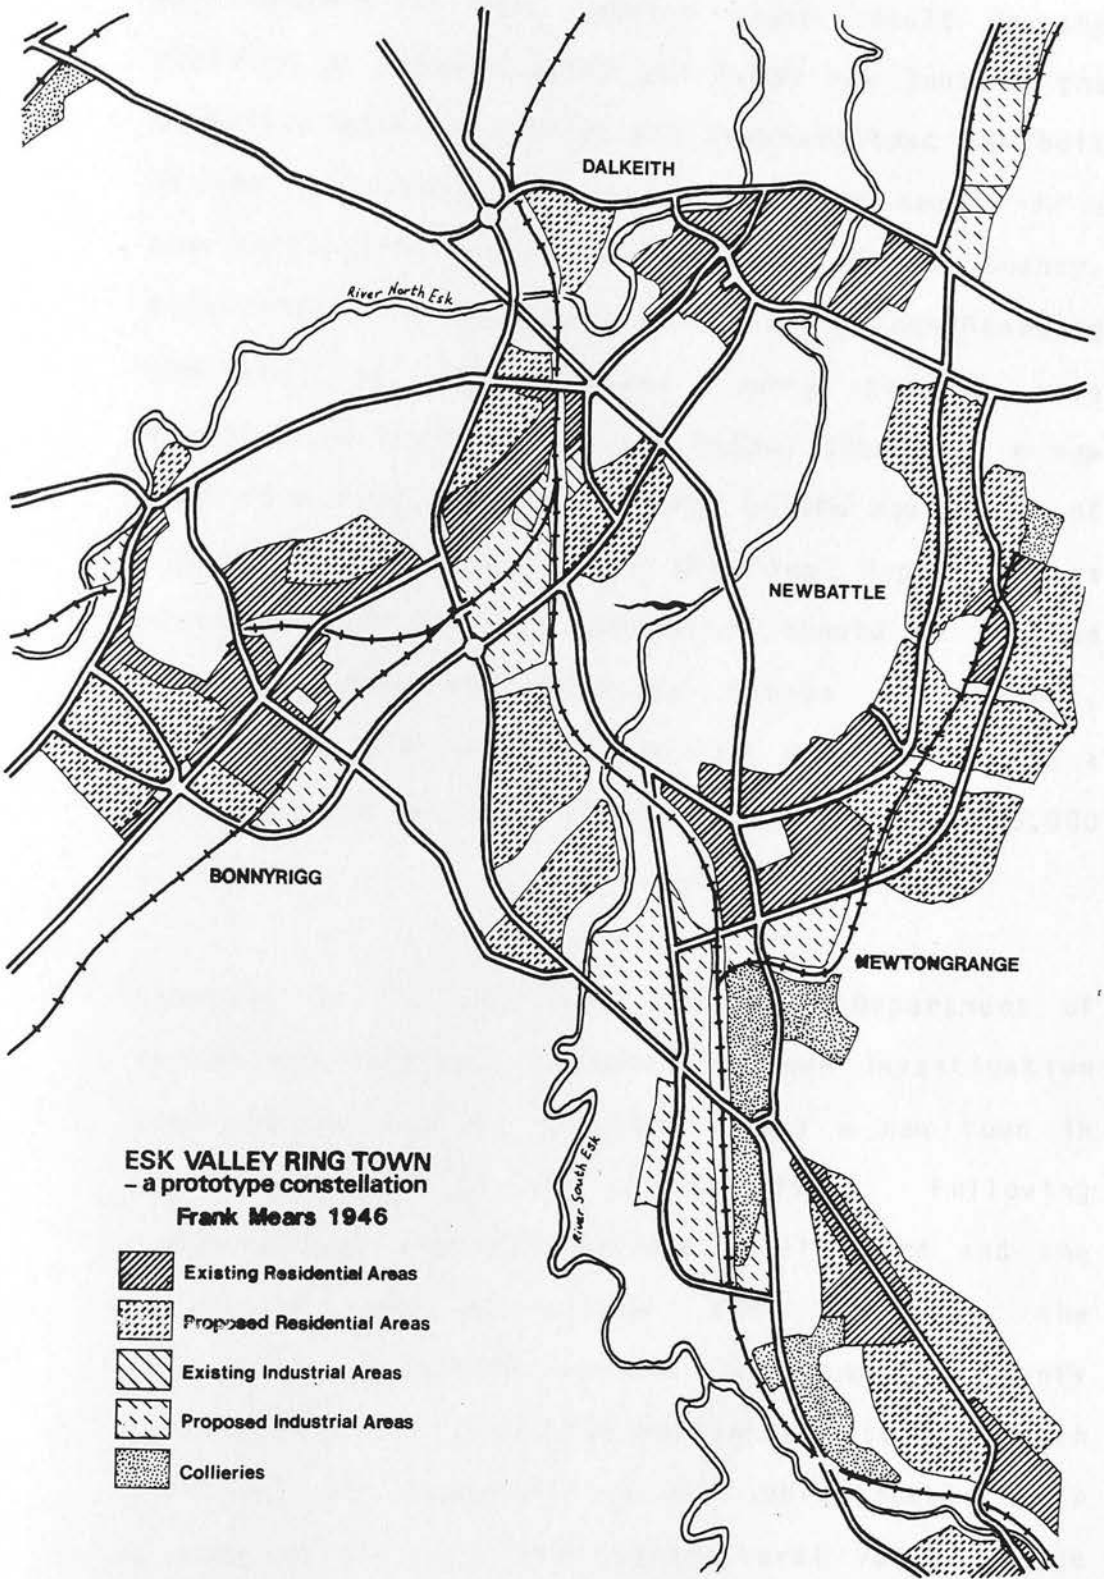 DALKEITH
River North Esk
NEWBATTLE
BONNYRIGG
NEWTONGRANGE
River South Esk
ESK VALLEY RING TOWN
– a prototype constellation
Frank Mears 1946
Existing Residential Areas
Proposed Residential Areas
Existing Industrial Areas
Proposed Industrial Areas
Collieries